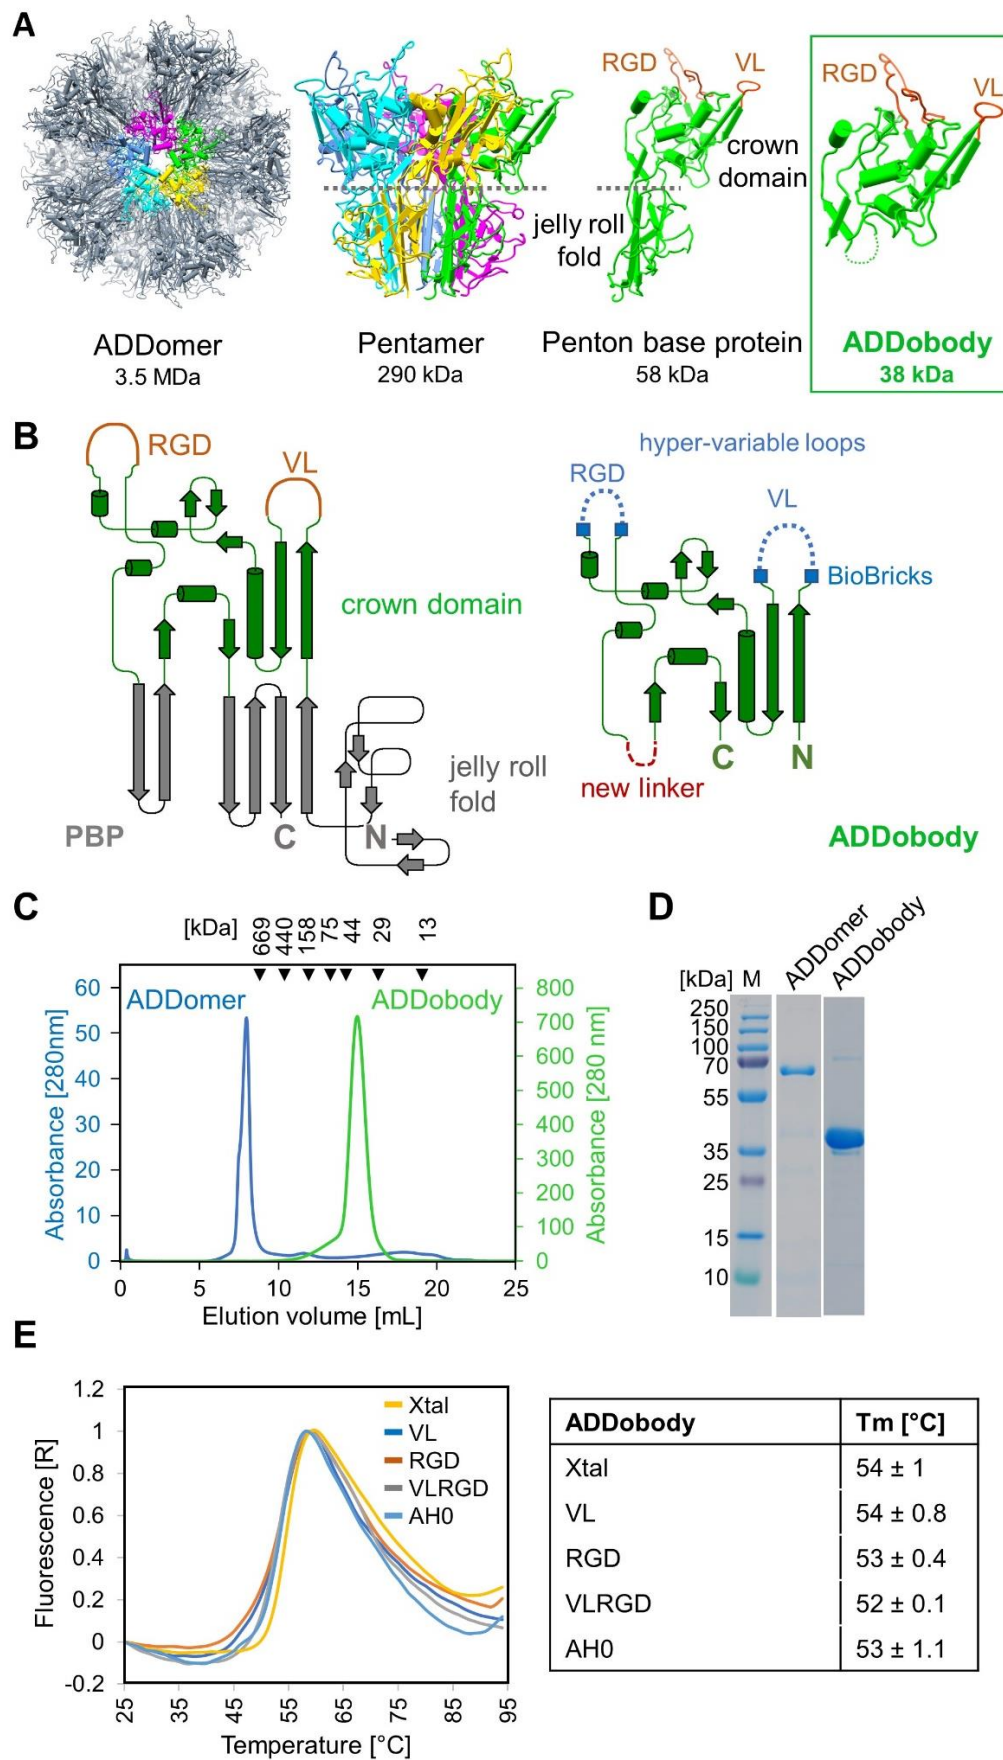 A
RGD
VL
crown
domain
jelly roll
fold
RGD
VL
ADDomer
3.5 MDa
Pentamer
290 kDa
Penton base protein
58 kDa
ADDobody
38 kDa
B
RGD
VL
crown domain
jelly roll
fold
PBP
C
N
hyper-variable loops
RGD
VL
BioBricks
new linker
C
N
ADDobody
C
[kDa]
669
440
158
75
44
29
13
ADDomer
ADDobody
Absorbance [280nm]
60
50
40
30
20
10
0
Absorbance [280 nm]
800
700
600
500
400
300
200
100
0
0 5 10 15 20 25
Elution volume [mL]
D
[kDa] M ADDomer ADDobody
250
150
100
70
55
35
25
15
10
E
Fluorescence [R]
1.2
1
0.8
0.6
0.4
0.2
0
-0.2
Xtal
VL
RGD
VLRGD
AH0
25 35 45 55 65 75 85 95
Temperature [°C]
ADDobody Tm [°C]
Xtal 54 ± 1
VL 54 ± 0.8
RGD 53 ± 0.4
VLRGD 52 ± 0.1
AH0 53 ± 1.1